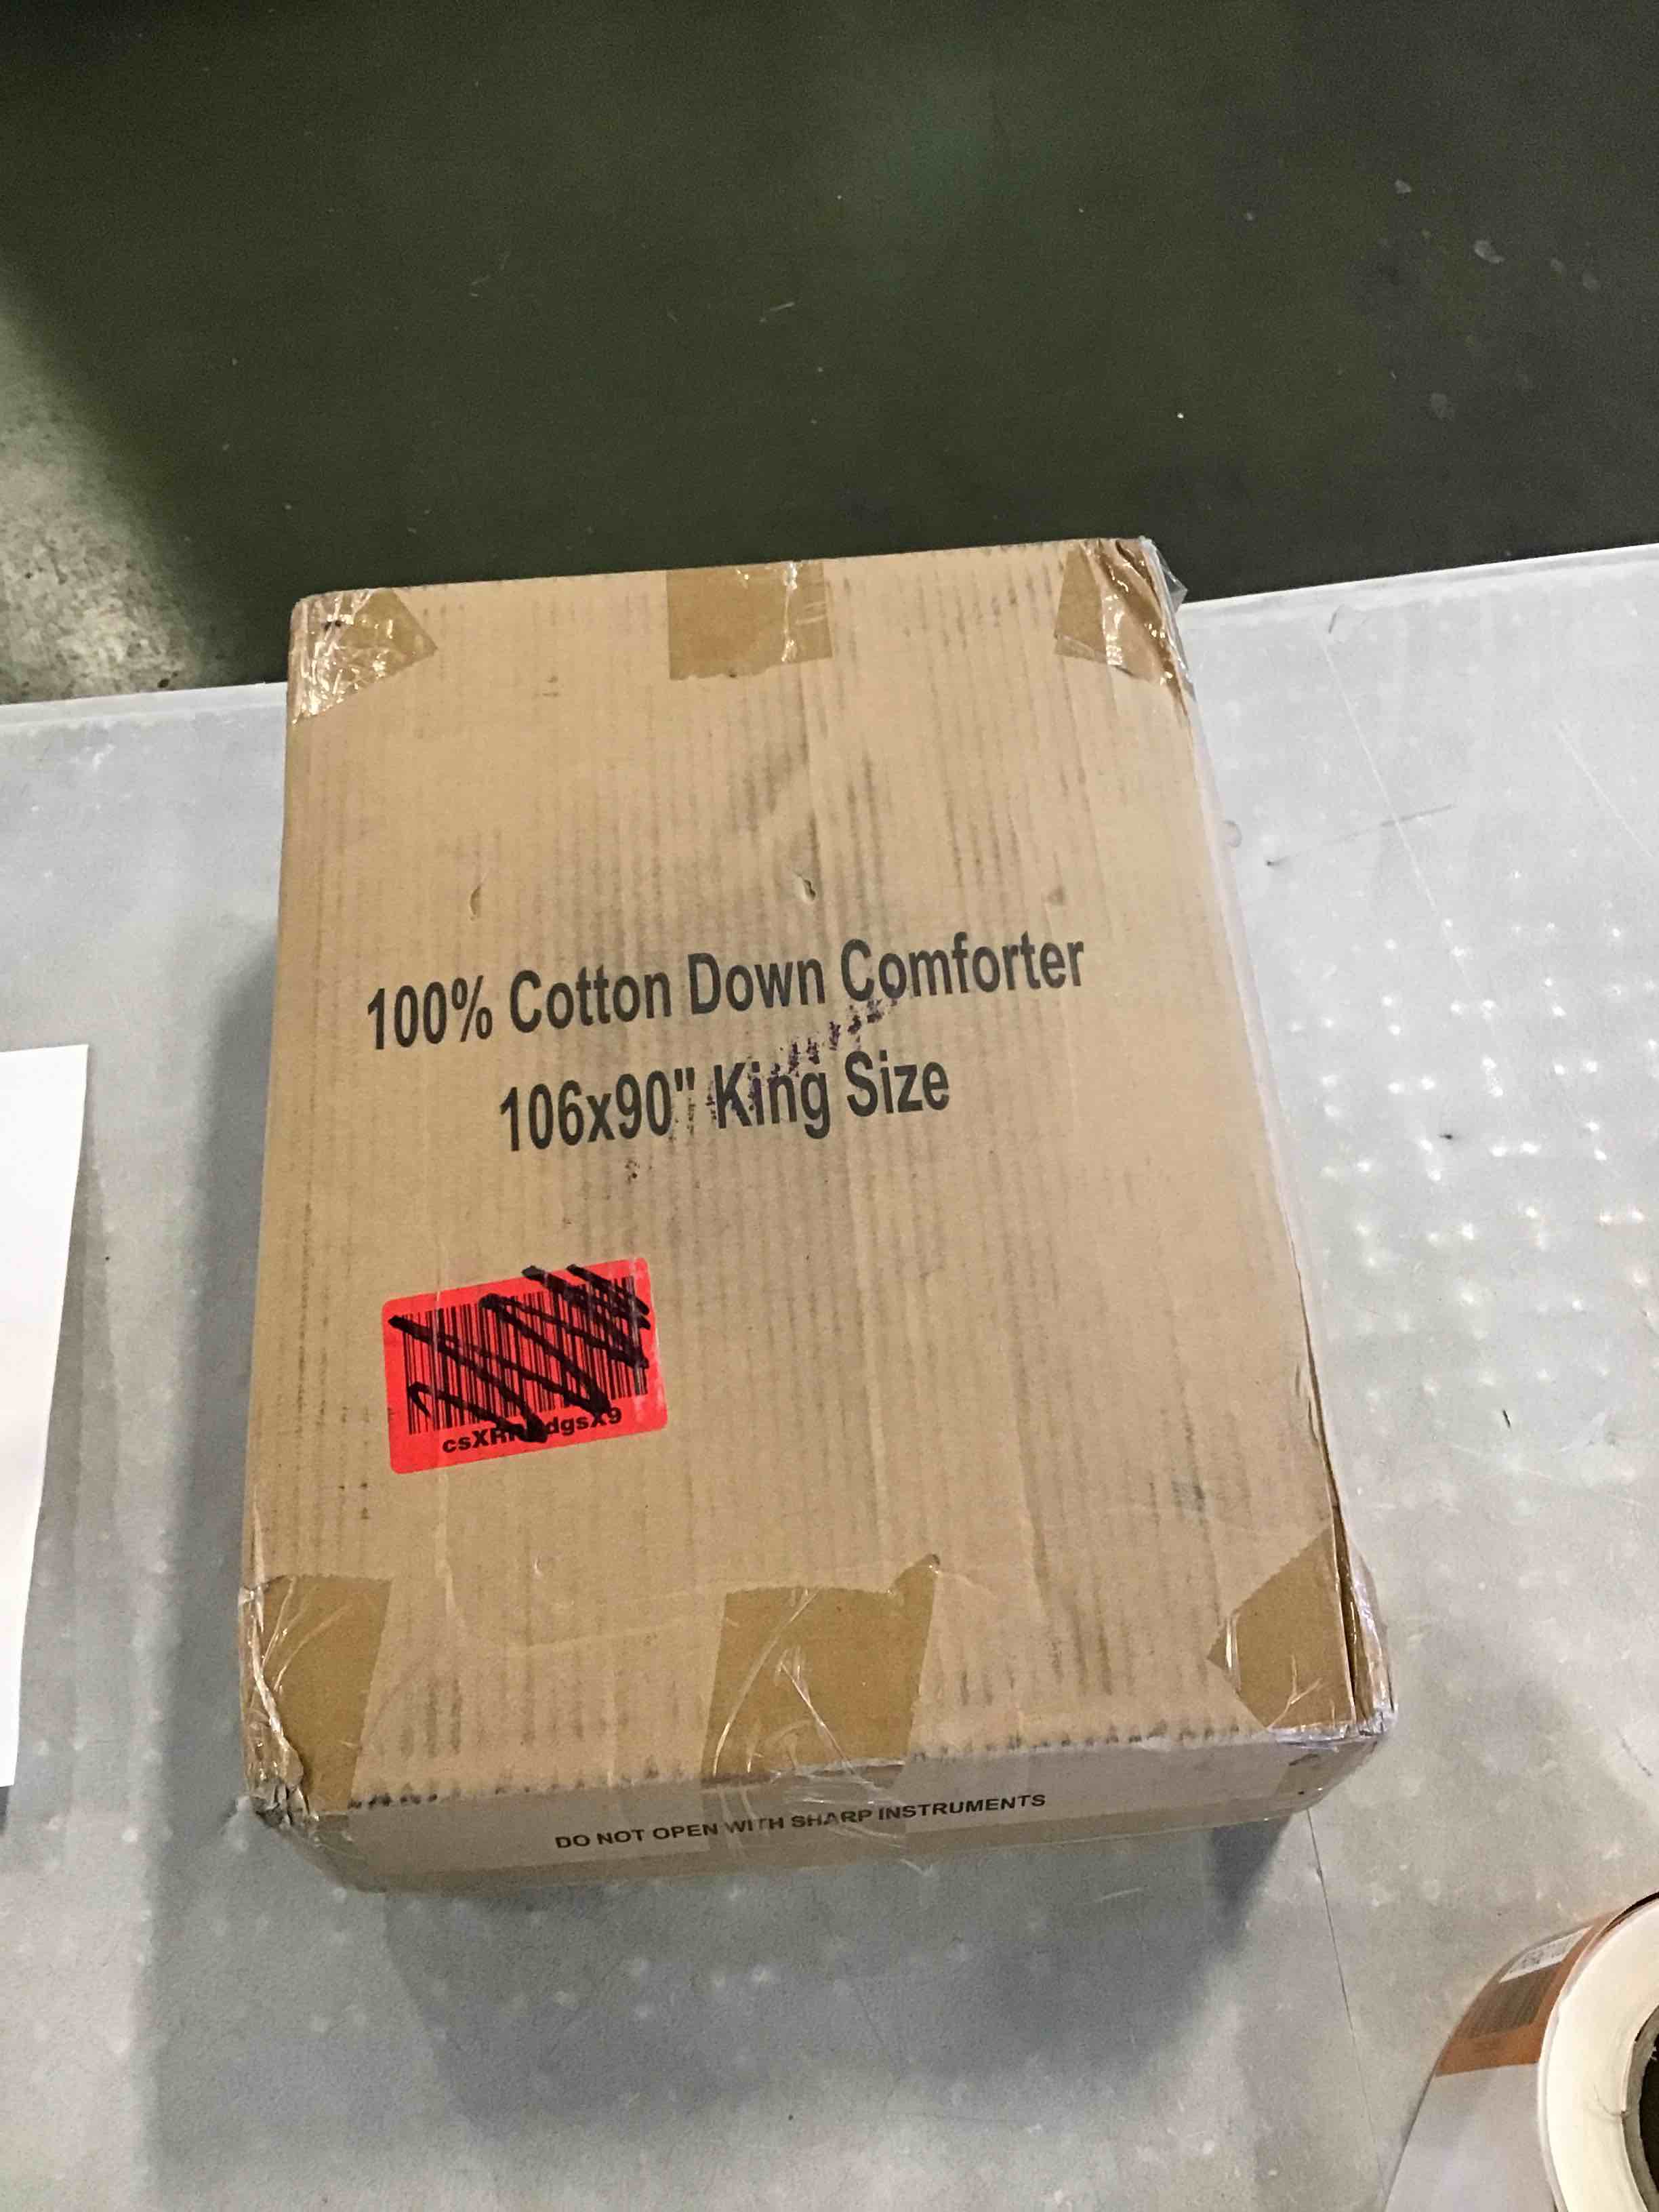 100% Cotton Down Comforter
106x90" King Size
DO NOT OPEN WITH SHARP INSTRUMENTS